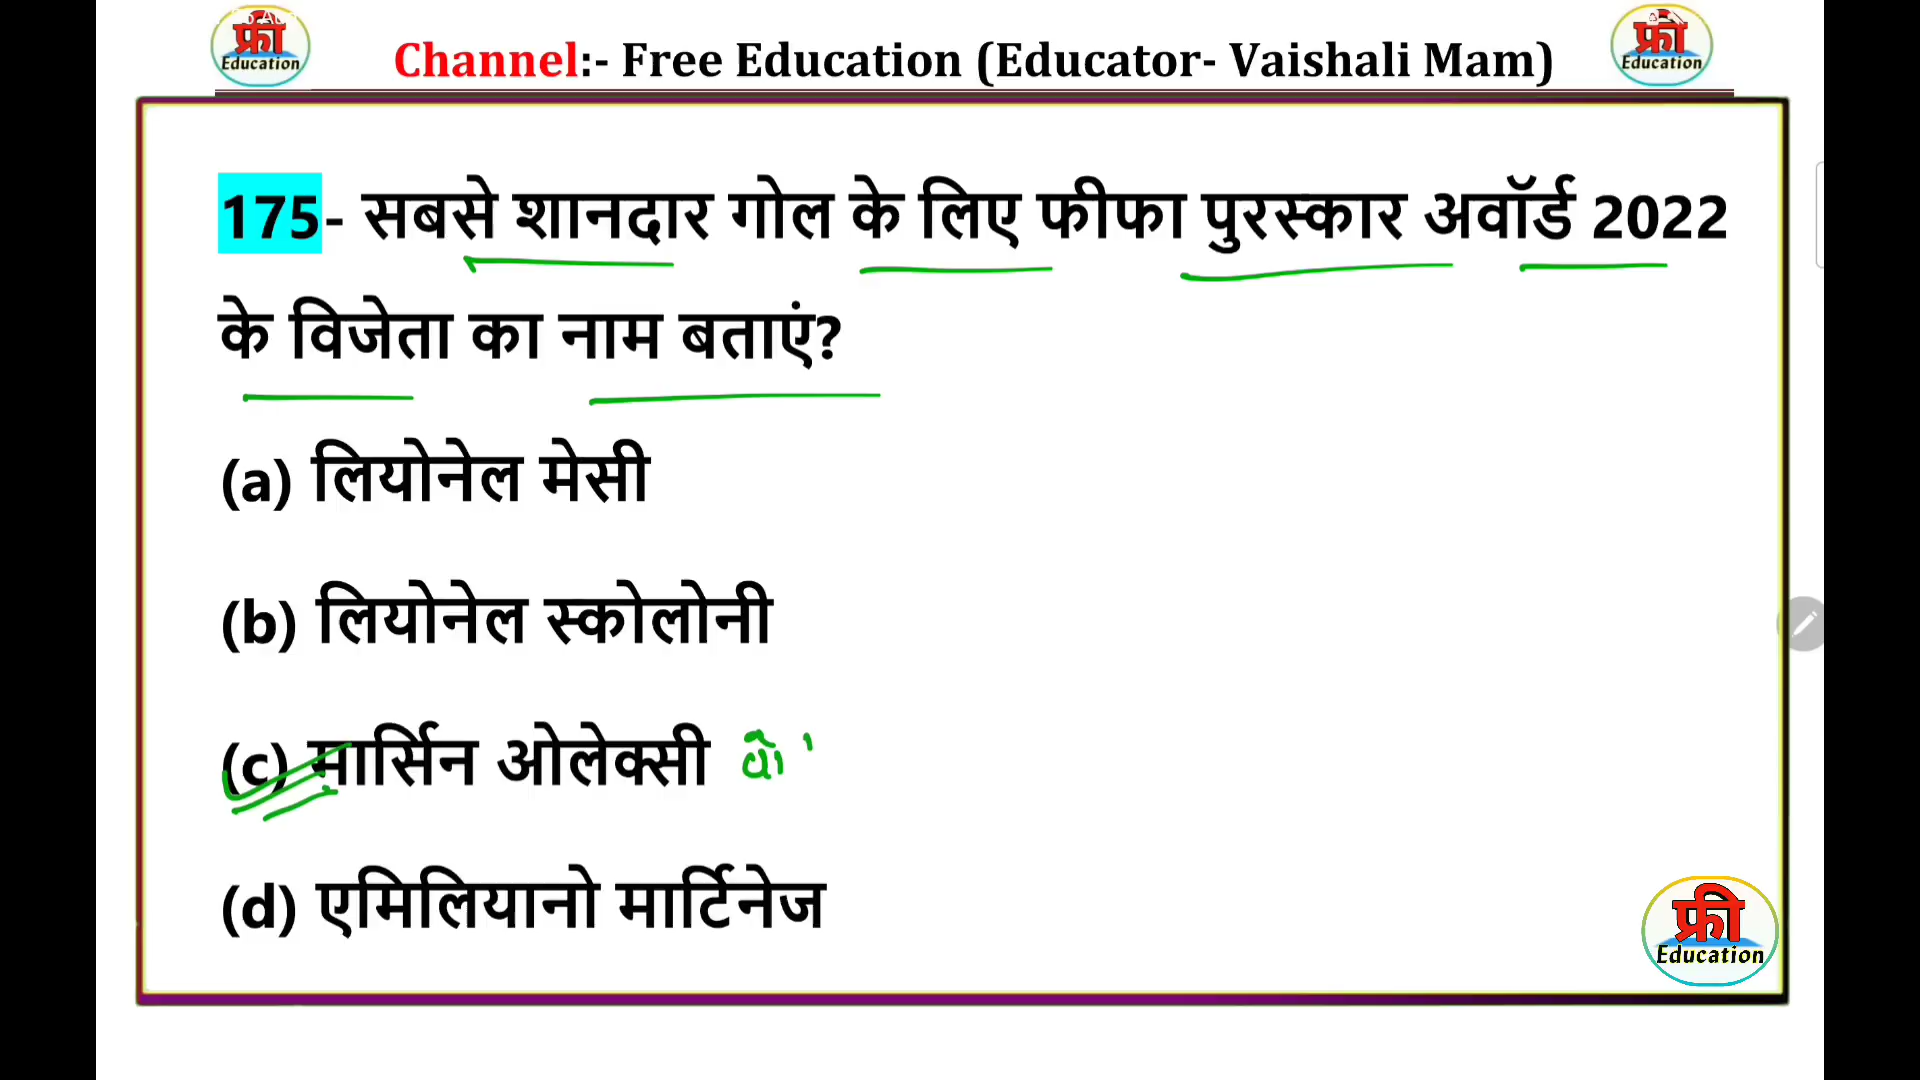 फ्री
Education
Channel:- Free Education (Educator- Vaishali Mam)
फ्री
Education
175- सबसे शानदार गोल के लिए फीफा पुरस्कार अवॉर्ड 2022
के विजेता का नाम बताएं?
(a) लियोनेल मेसी
(b) लियोनेल स्कोलोनी
(c) मार्सिन ओलेक्सी
(d) एमिलियानो मार्टिनेज
फ्री
Education